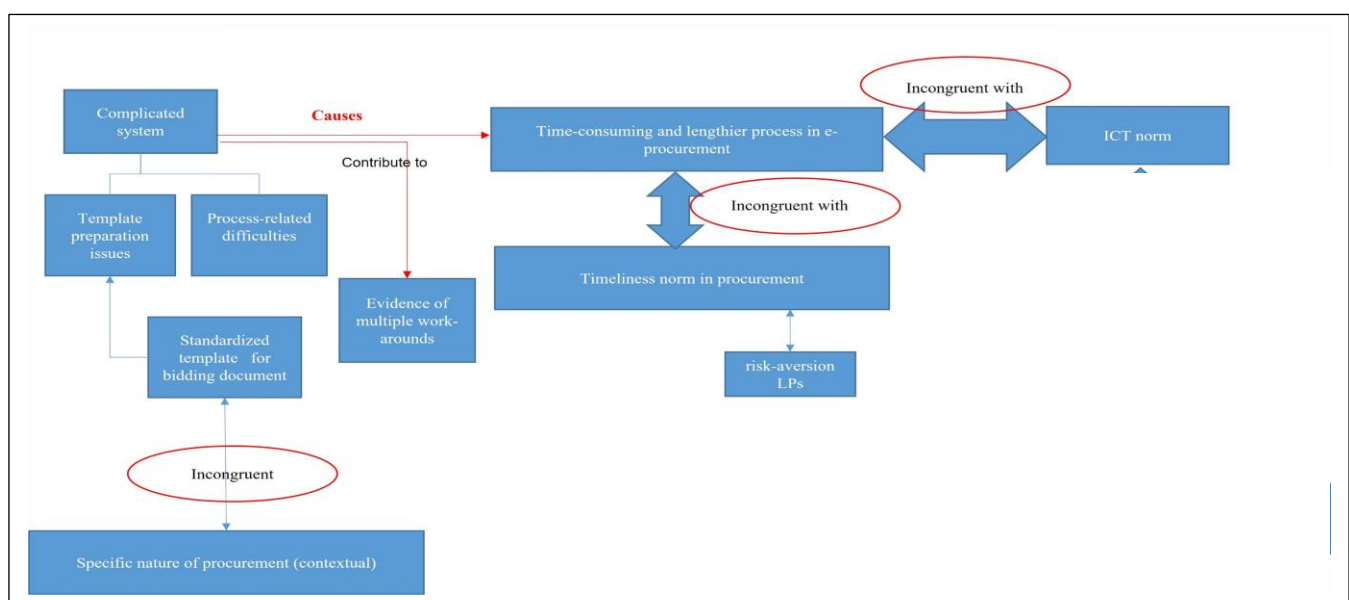 Incongruent with
Complicated
system
Causes
Time-consuming and lengthier process in e-
procurement
ICT norm
Contribute to
Template
preparation
issues
Process-related
difficulties
Incongruent with
Timeliness norm in procurement
Evidence of
multiple work-
arounds
Standardized
template for
bidding document
risk-aversion
LPs
Incongruent
Specific nature of procurement (contextual)